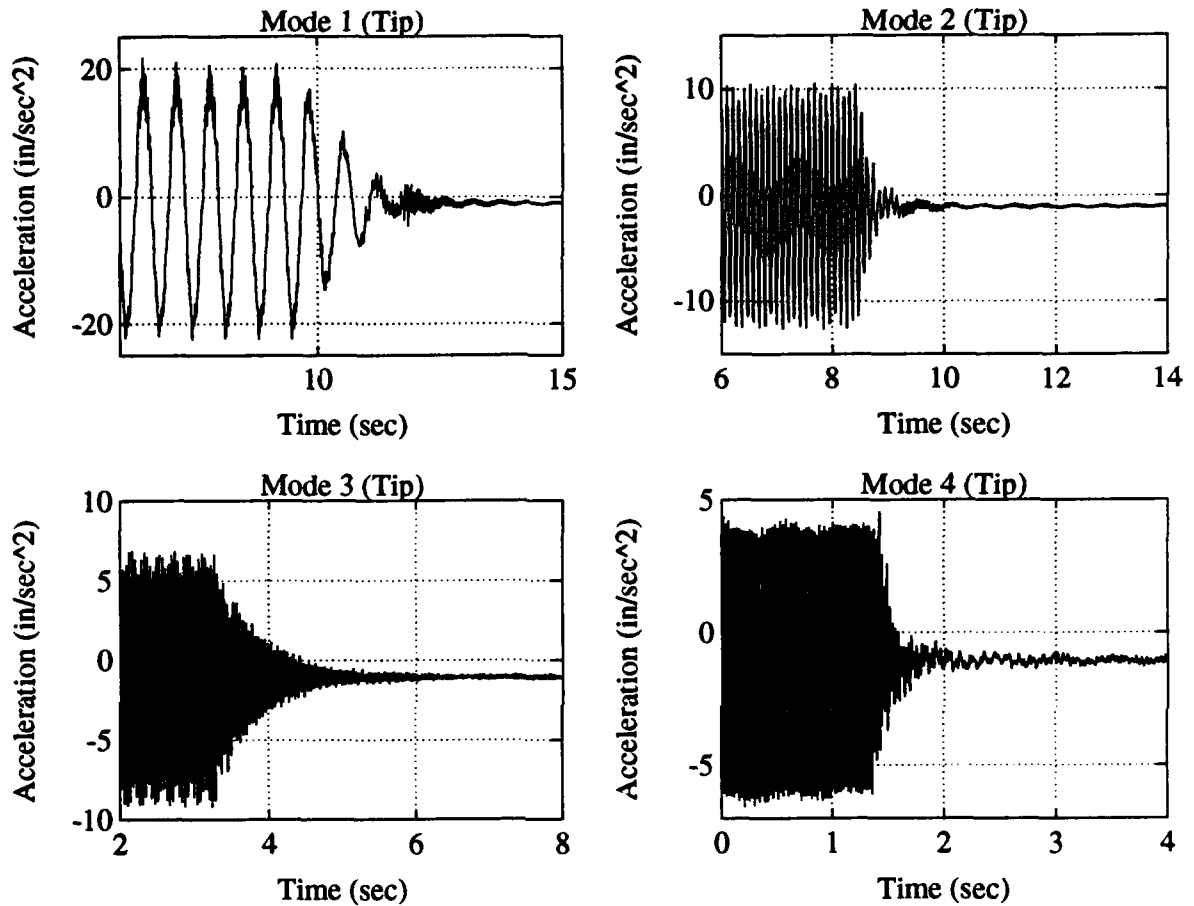 Mode 1 (Tip)
Acceleration (in/sec^2)
20
0
-20
10
15
Time (sec)
Mode 2 (Tip)
Acceleration (in/sec^2)
10
0
-10
6
8
10
12
14
Time (sec)
Mode 3 (Tip)
Acceleration (in/sec^2)
10
5
0
-5
-10
2
4
6
8
Time (sec)
Mode 4 (Tip)
Acceleration (in/sec^2)
5
0
-5
0
1
2
3
4
Time (sec)